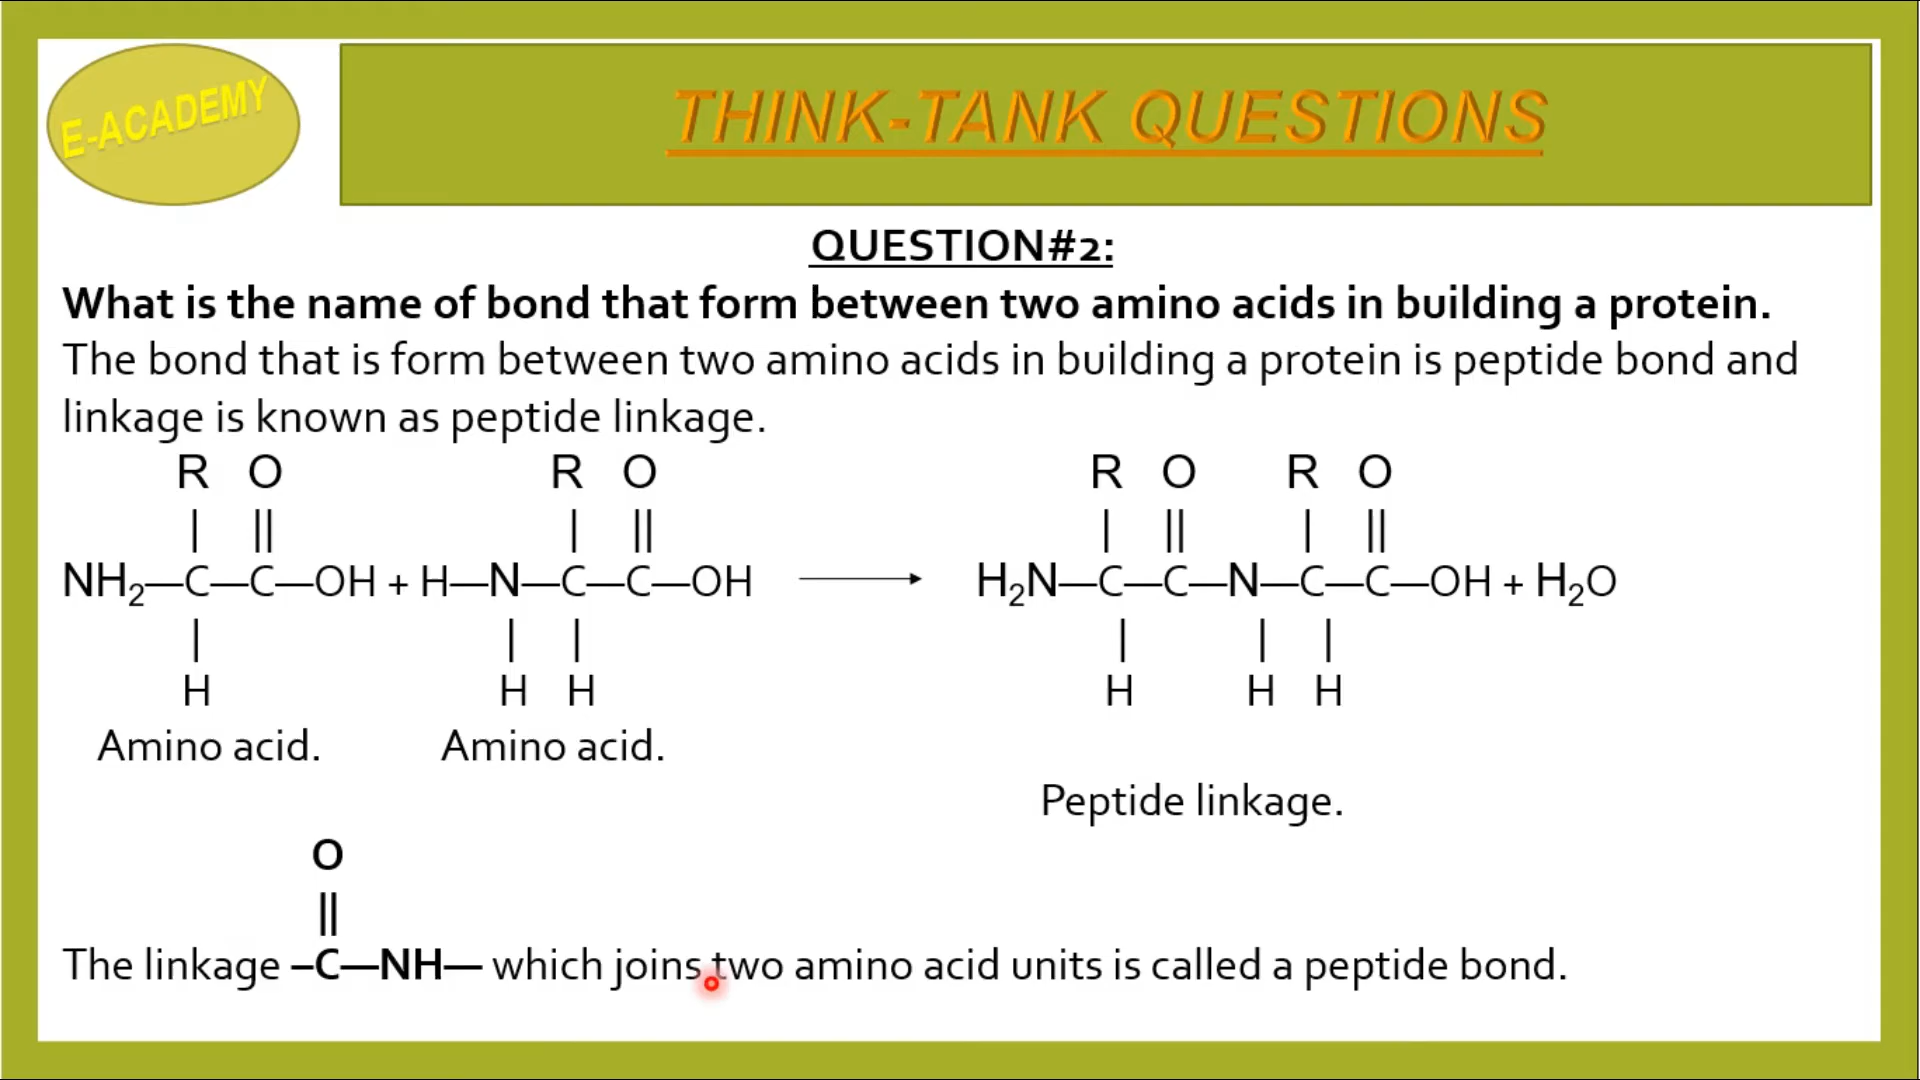 E-ACADEMY
THINK-TANK QUESTIONS
QUESTION#2:
What is the name of bond that form between two amino acids in building a protein.
The bond that is form between two amino acids in building a protein is peptide bond and
linkage is known as peptide linkage.
R O R O R O R O
| || | || | || | ||
NH₂—C—C—OH + H—N—C—C—OH ⟶ H₂N—C—C—N—C—C—OH + H₂O
| | | | | |
H H H H H H
Amino acid. Amino acid.
Peptide linkage.
O
||
The linkage –C—NH— which joins two amino acid units is called a peptide bond.